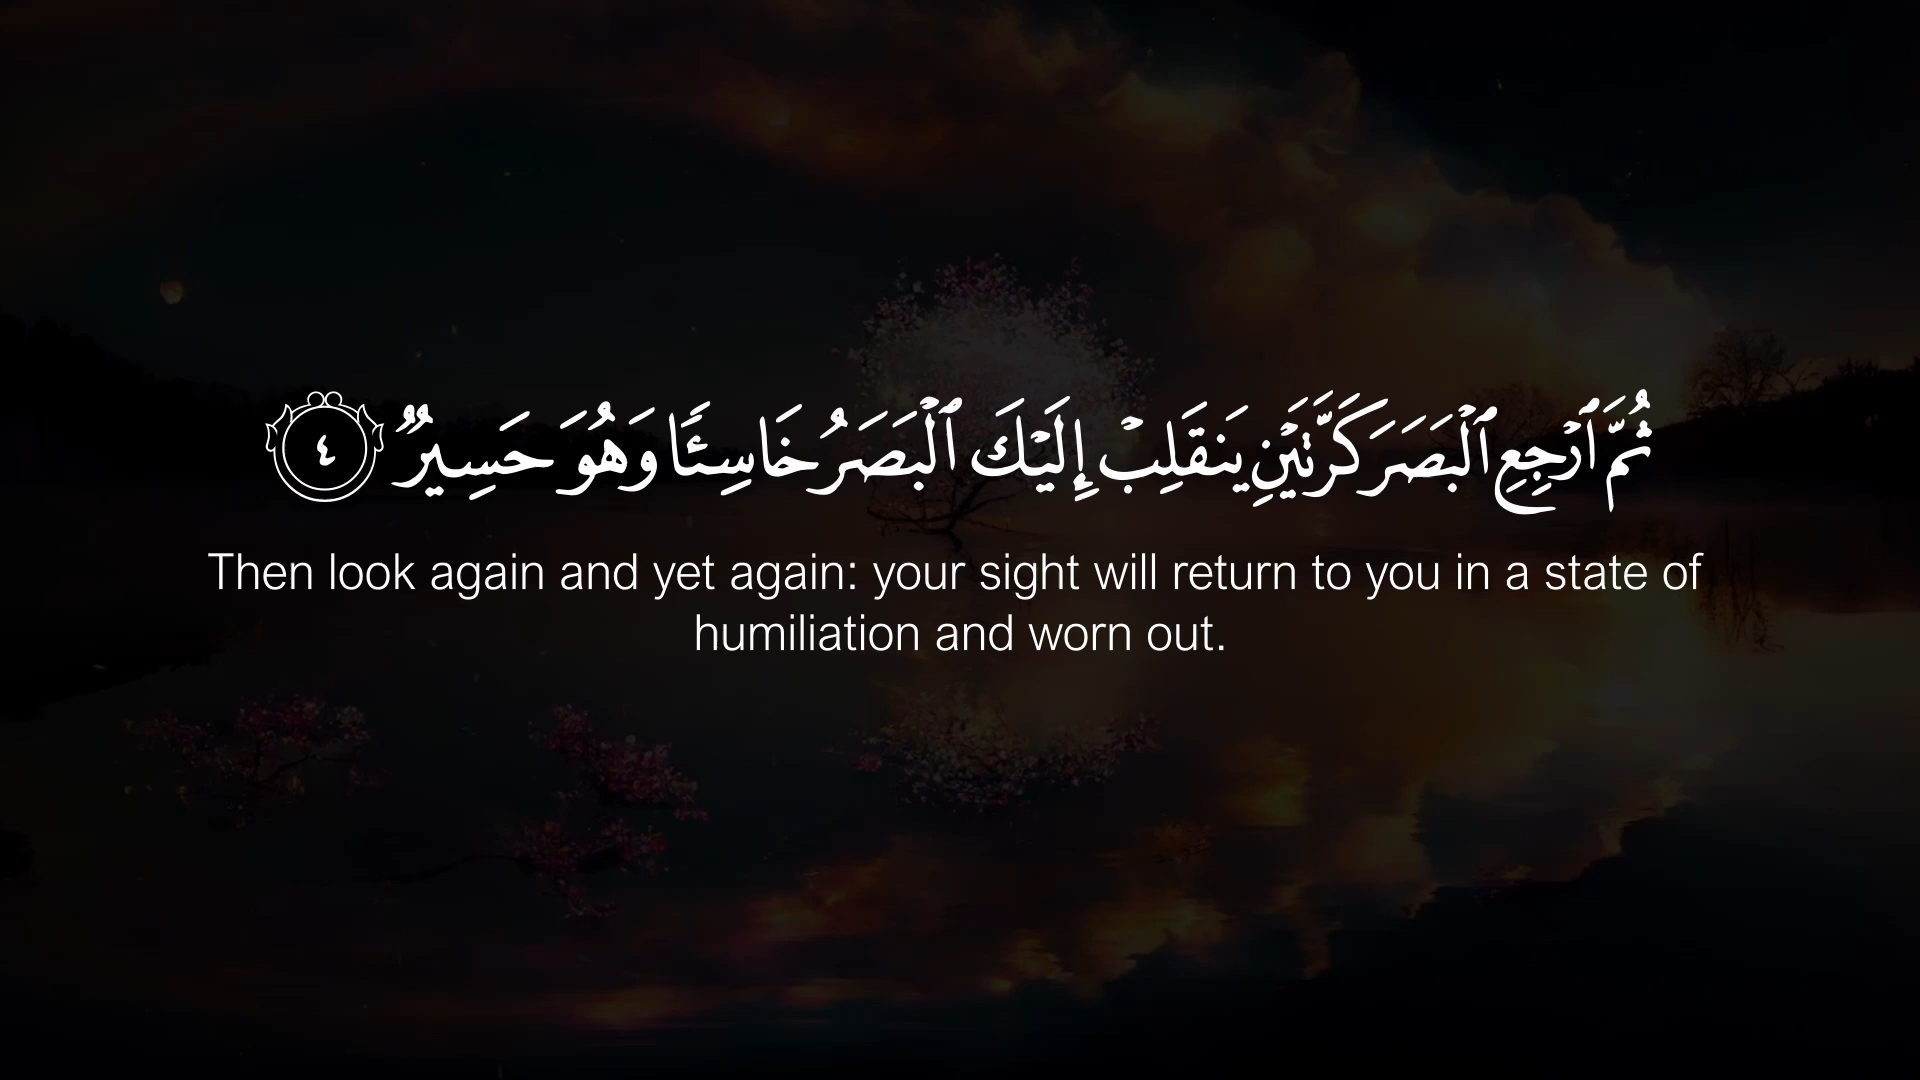 ثُمَّ ٱرْجِعِ ٱلْبَصَرَ كَرَّتَيْنِ يَنقَلِبْ إِلَيْكَ ٱلْبَصَرُ خَاسِئًا وَهُوَ حَسِيرٌ ٤
Then look again and yet again: your sight will return to you in a state of
humiliation and worn out.